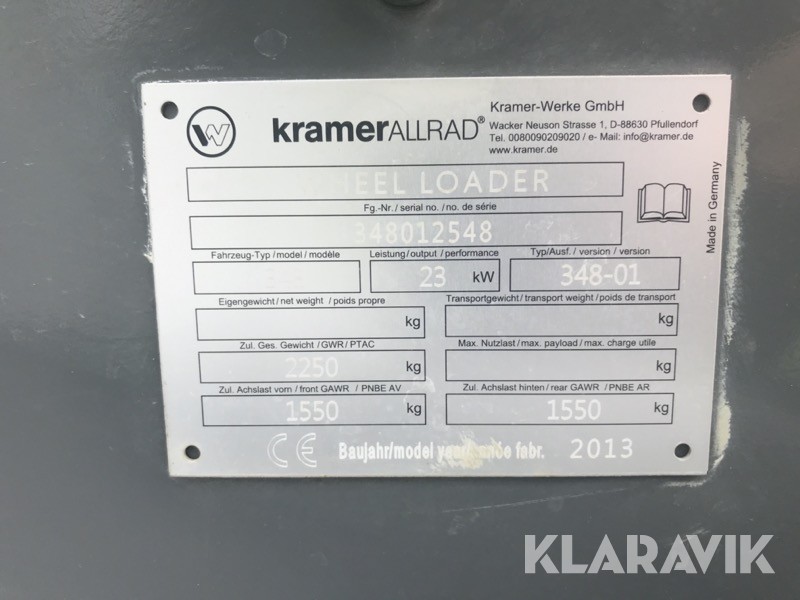 Kramer-Werke GmbH
kramerALLRAD®
Wacker Neuson Strasse 1, D-88630 Pfullendorf
Tel. 0080090209020 / e- Mail: info@kramer.de
www.kramer.de
LOADER
Fg.-Nr./ serial no. / no. de série
348012548
Fahrzeug-Typ / model / modèle
Leistung / output / performance
Typ/Ausf. / version / version
23 kW
348-01
Eigengewicht / net weight / poids propre
Transportgewicht / transport weight / poids de transport
kg
kg
Zul. Ges. Gewicht / GWR/ PTAC
Max. Nutzlast / max. payload / max. charge utile
2250 kg
kg
Zul. Achslast vorn / front GAWR / PNBE AV
Zul. Achslast hinten / rear GAWR / PNBE AR
1550 kg
1550 kg
CE Baujahr/model fabr. 2013
Made in Germany
KLARAVIK